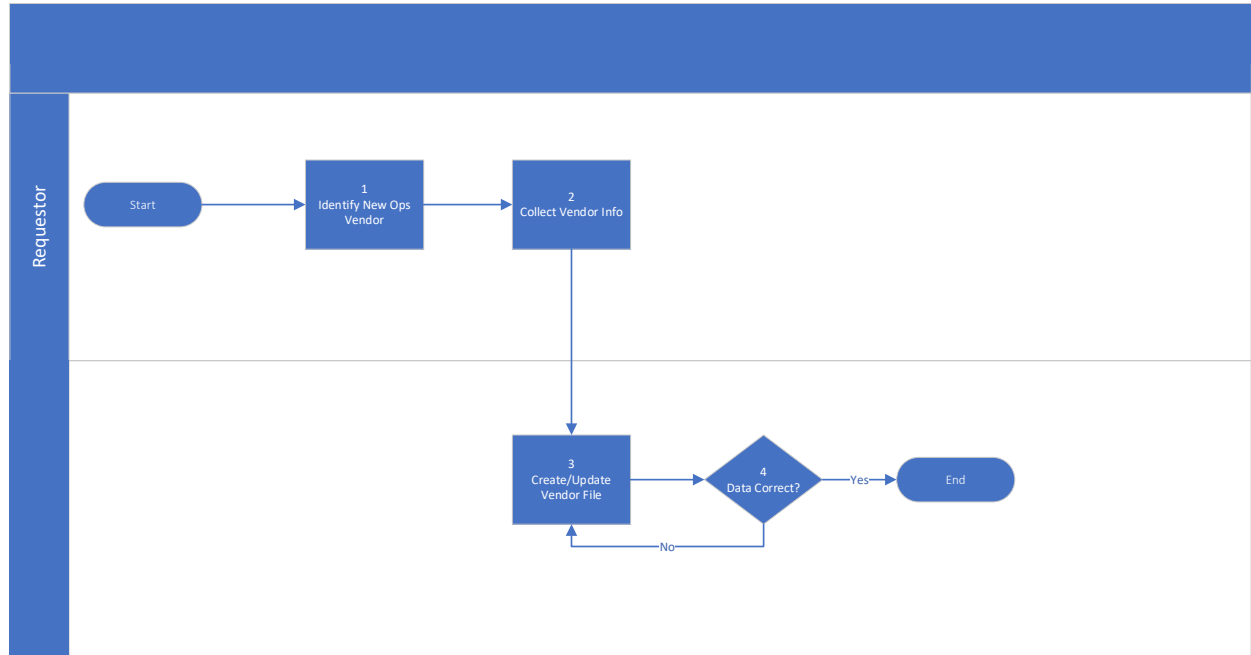 Requestor
Start
1
Identify New Ops
Vendor
2
Collect Vendor Info
3
Create/Update
Vendor File
4
Data Correct?
Yes
End
No